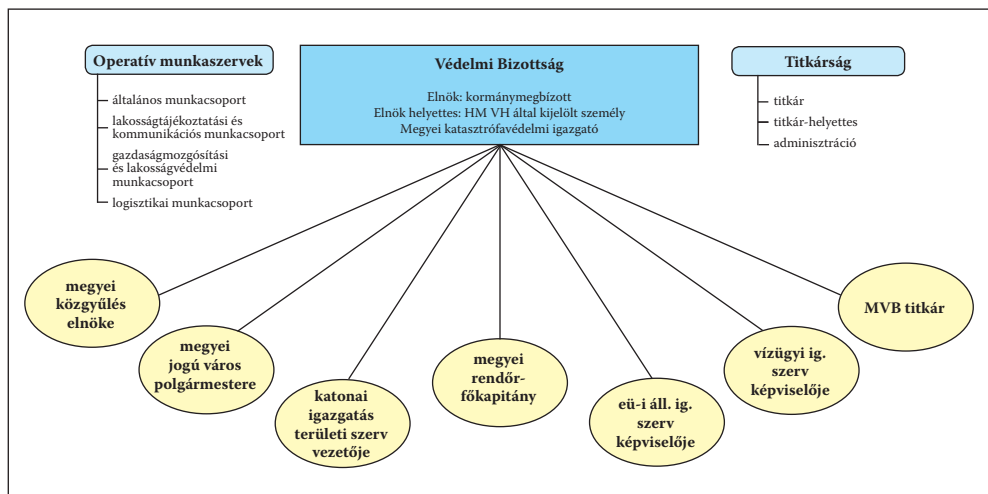 Operatív munkaszervek
általános munkacsoport
lakosságtájékoztatási és
kommunikációs munkacsoport
gazdaságmozgósítási
és lakosságvédelmi
munkacsoport
logisztikai munkacsoport
Védelmi Bizottság
Elnök: kormánymegbízott
Elnök helyettes: HM VH által kijelölt személy
Megyei katasztrófavédelmi igazgató
Titkárság
titkár
titkár-helyettes
adminisztráció
megyei
közgyűlés
elnöke
megyei
jogú város
polgármestere
katonai
igazgatás
területi szerv
vezetője
megyei
rendőr-
főkapitány
eü-i áll. ig.
szerv
képviselője
vízügyi ig.
szerv
képviselője
MVB titkár